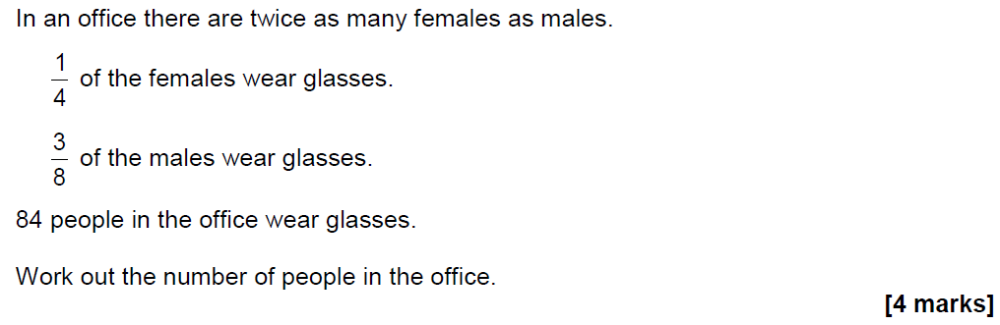 In an office there are twice as many females as males.
1/4 of the females wear glasses.
3/8 of the males wear glasses.
84 people in the office wear glasses.
Work out the number of people in the office.
[4 marks]